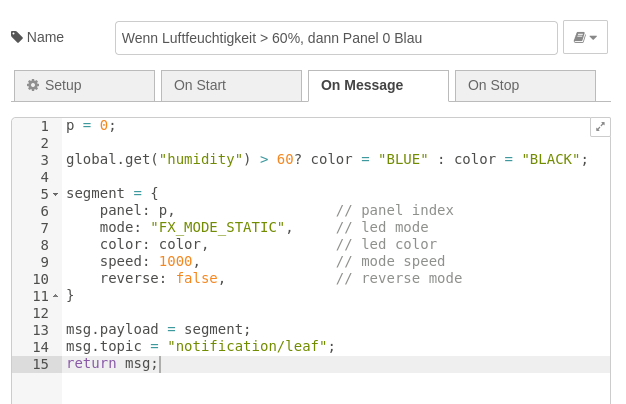 Name
Wenn Luftfeuchtigkeit > 60%, dann Panel 0 Blau
Setup On Start On Message On Stop
1 p = 0;
2
3 global.get("humidity") > 60? color = "BLUE" : color = "BLACK";
4
5 segment = {
6     panel: p,                   // panel index
7     mode: "FX_MODE_STATIC",     // led mode
8     color: color,               // led color
9     speed: 1000,                // mode speed
10     reverse: false,             // reverse mode
11 }
12
13 msg.payload = segment;
14 msg.topic = "notification/leaf";
15 return msg;